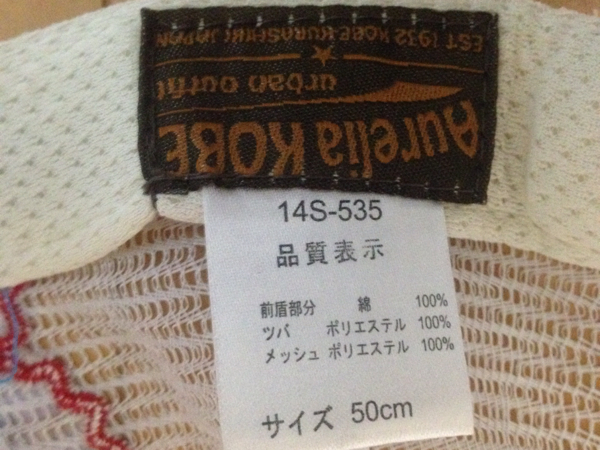 Aurelia KOBE
urban outfit
EST 1932 KOBE KURASHIKI JAPAN
14S-535
品質表示
前盾部分 綿 100%
ツバ ポリエステル 100%
メッシュ ポリエステル 100%
サイズ 50cm